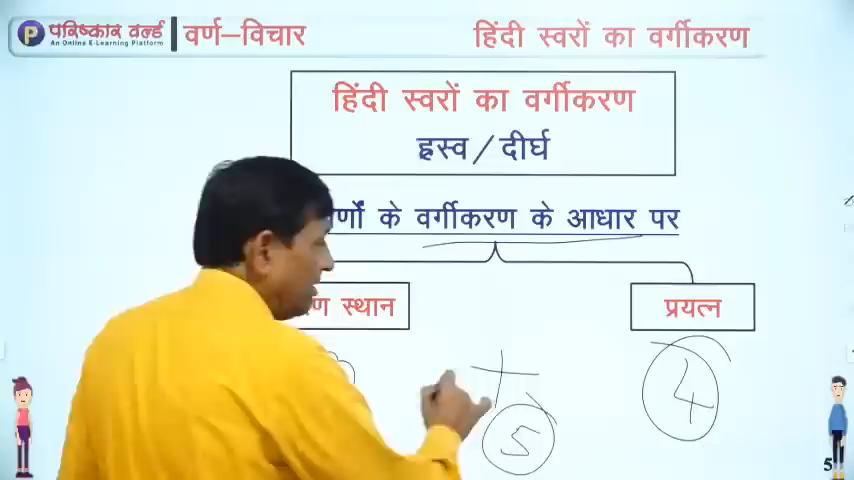 परिष्कार वर्ल्ड
An Online E-Learning Platform
वर्ण–विचार
हिंदी स्वरों का वर्गीकरण
हिंदी स्वरों का वर्गीकरण
ह्रस्व/दीर्घ
के वर्गीकरण के आधार पर
स्थान
प्रयत्न
4
5
5